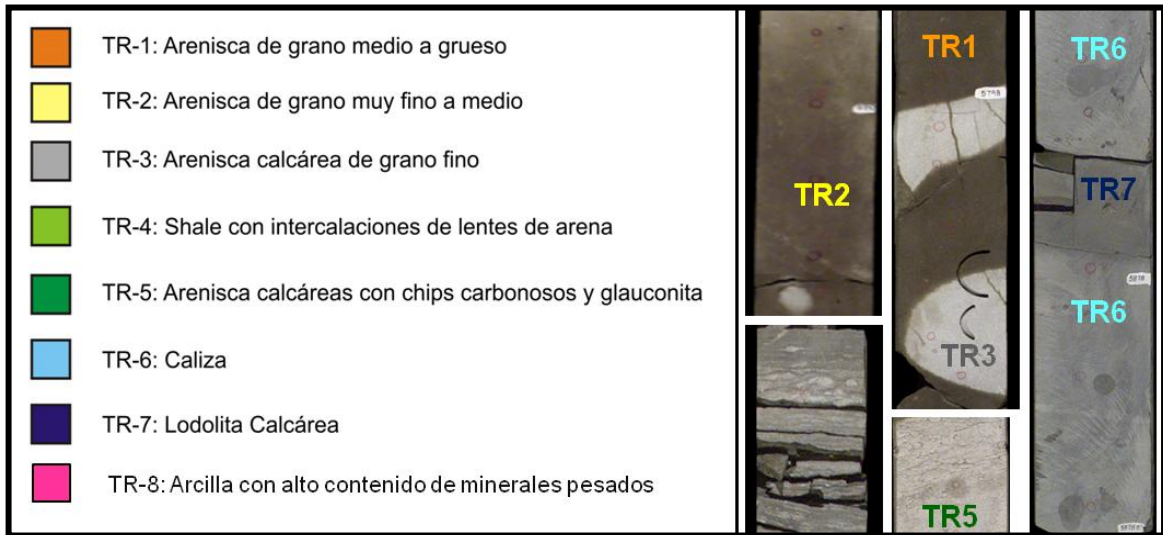 TR-1: Arenisca de grano medio a grueso
TR-2: Arenisca de grano muy fino a medio
TR-3: Arenisca calcárea de grano fino
TR-4: Shale con intercalaciones de lentes de arena
TR-5: Arenisca calcáreas con chips carbonosos y glauconita
TR-6: Caliza
TR-7: Lodolita Calcárea
TR-8: Arcilla con alto contenido de minerales pesados
TR2
TR1
5798
TR3
TR5
TR6
TR7
TR6